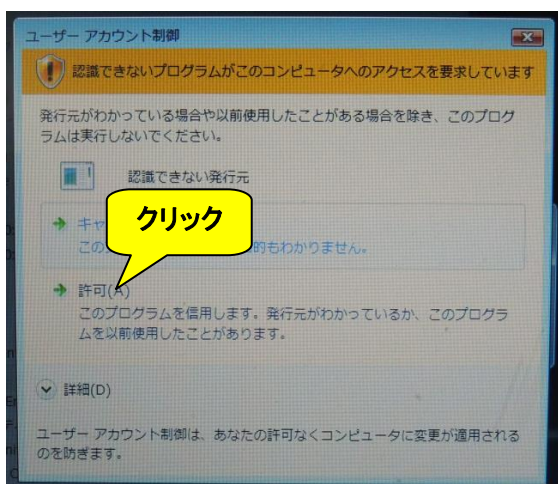 ユーザー アカウント制御
認識できないプログラムがこのコンピュータへのアクセスを要求しています
発行元がわかっている場合や以前使用したことがある場合を除き、このプログ
ラムは実行しないでください。
認識できない発行元
キャ
クリック
この 的もわかりません。
許可(A)
このプログラムを信用します。発行元がわかっているか、このプログラ
ムを以前使用したことがあります。
詳細(D)
ユーザー アカウント制御は、あなたの許可なくコンピュータに変更が適用される
のを防ぎます。